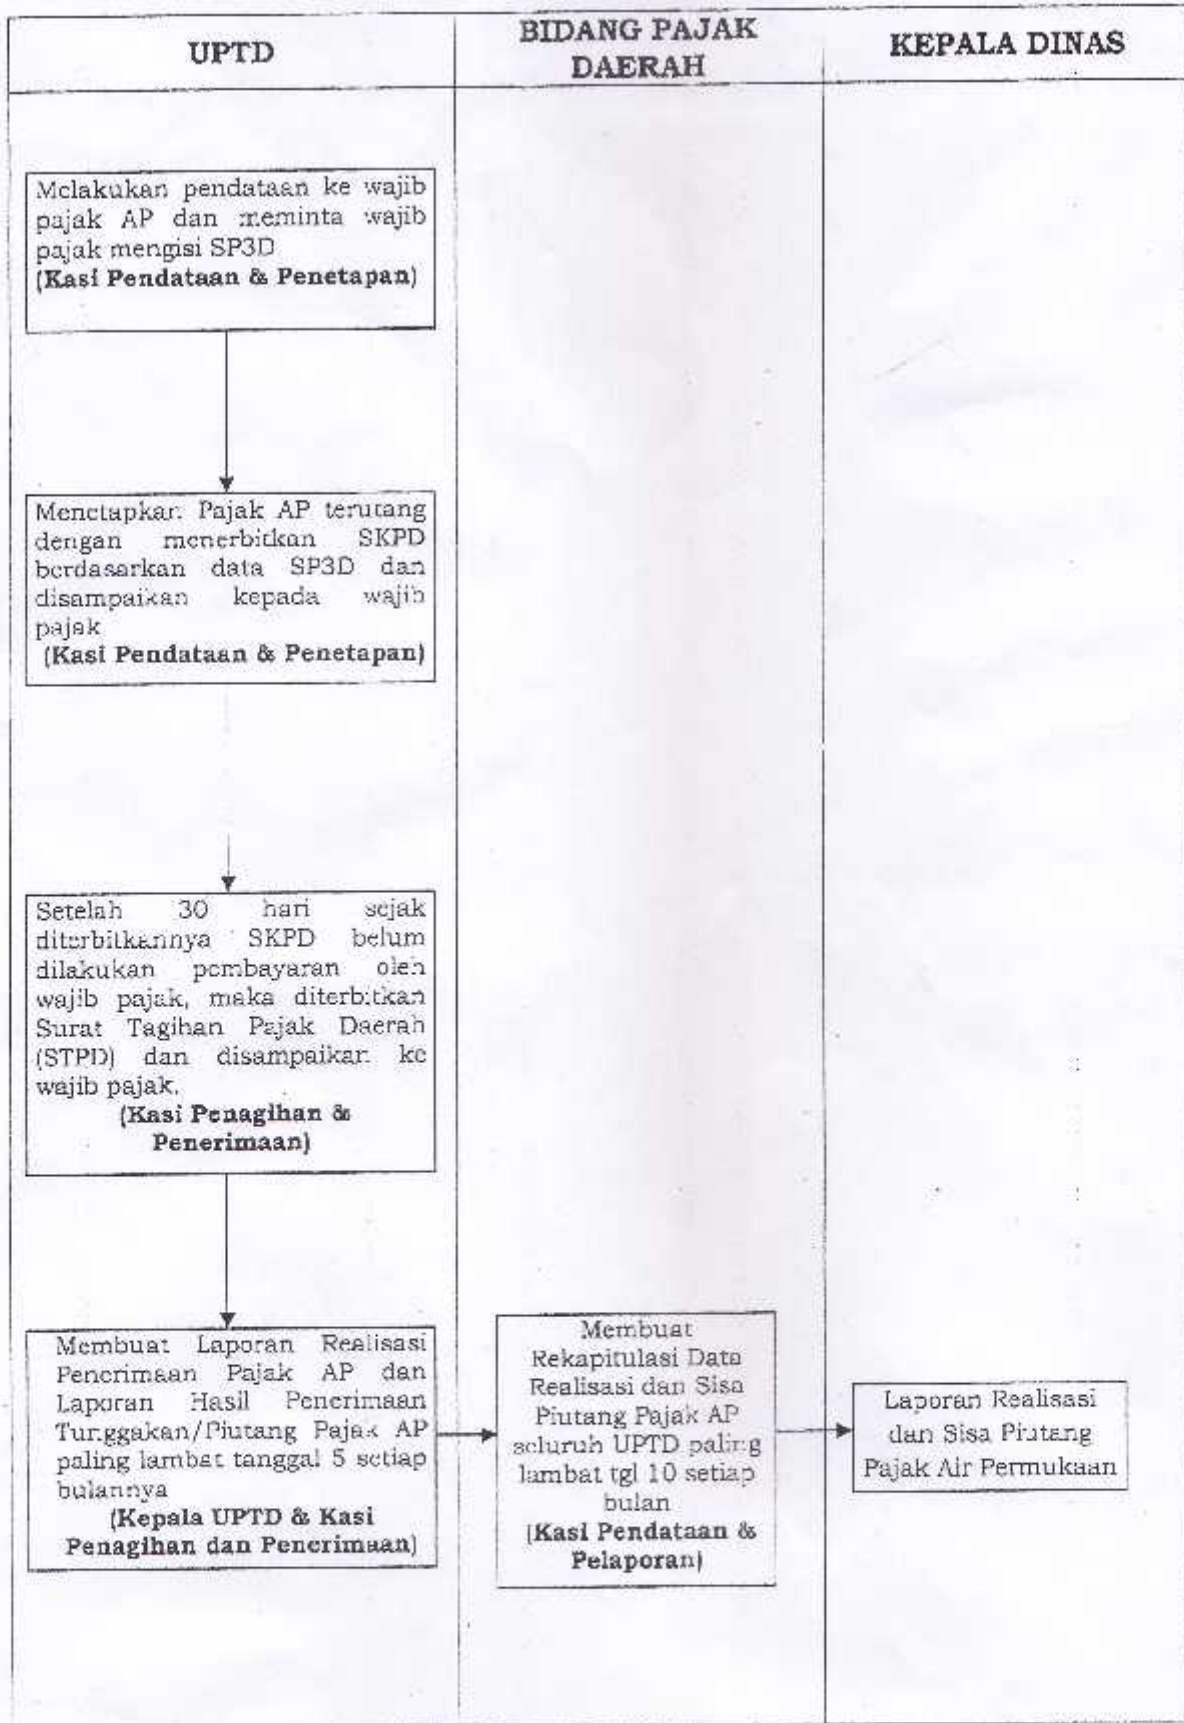 UPTD
BIDANG PAJAK
DAERAH
KEPALA DINAS
Melakukan pendataan ke wajib
pajak AP dan meminta wajib
pajak mengisi SP3D
(Kasi Pendataan & Penetapan)
Menetapkan Pajak AP terutang
dengan menerbitkan SKPD
berdasarkan data SP3D dan
disampaikan kepada wajib
pajak
(Kasi Pendataan & Penetapan)
Setelah 30 hari sejak
diterbitkannya SKPD belum
dilakukan pembayaran oleh
wajib pajak, maka diterbitkan
Surat Tagihan Pajak Daerah
(STPD) dan disampaikan ke
wajib pajak.
(Kasi Penagihan &
Penerimaan)
Membuat Laporan Realisasi
Penerimaan Pajak AP dan
Laporan Hasil Penerimaan
Tunggakan/Piutang Pajak AP
paling lambat tanggal 5 setiap
bulannya
(Kepala UPTD & Kasi
Penagihan dan Penerimaan)
Membuat
Rekapitulasi Data
Realisasi dan Sisa
Piutang Pajak AP
seluruh UPTD paling
lambat tgl 10 setiap
bulan
(Kasi Pendataan &
Pelaporan)
Laporan Realisasi
dan Sisa Piutang
Pajak Air Permukaan